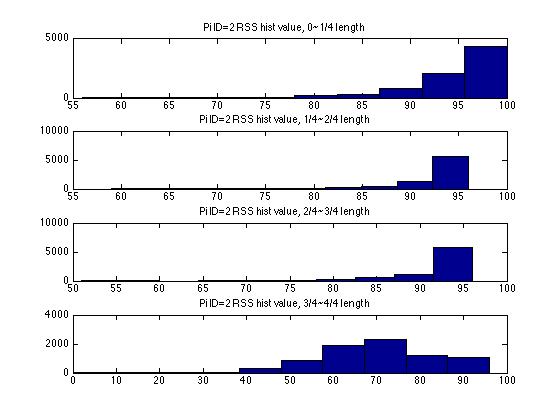 PiID=2 RSS hist value, 0~1/4 length
5000
0
55 60 65 70 75 80 85 90 95 100
PiID=2 RSS hist value, 1/4~2/4 length
10000
5000
0
55 60 65 70 75 80 85 90 95 100
PiID=2 RSS hist value, 2/4~3/4 length
10000
5000
0
50 55 60 65 70 75 80 85 90 95 100
PiID=2 RSS hist value, 3/4~4/4 length
4000
2000
0
0 10 20 30 40 50 60 70 80 90 100